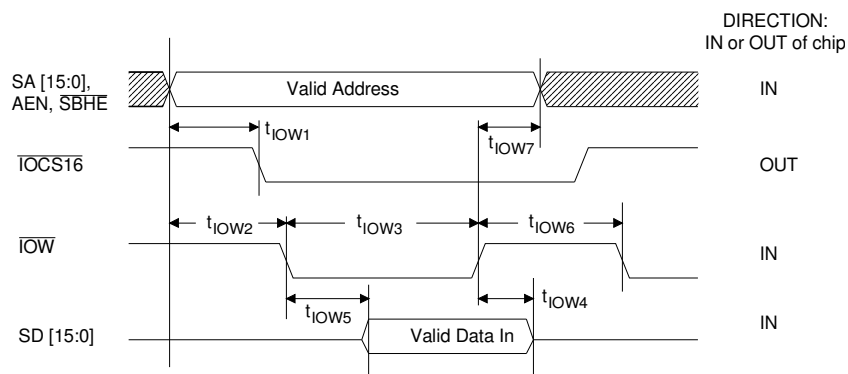 DIRECTION:
IN or OUT of chip
SA [15:0],
AEN, SBHE
Valid Address
IN
tIOW1
tIOW7
IOCS16
OUT
tIOW2
tIOW3
tIOW6
IOW
IN
tIOW5
tIOW4
SD [15:0]
Valid Data In
IN